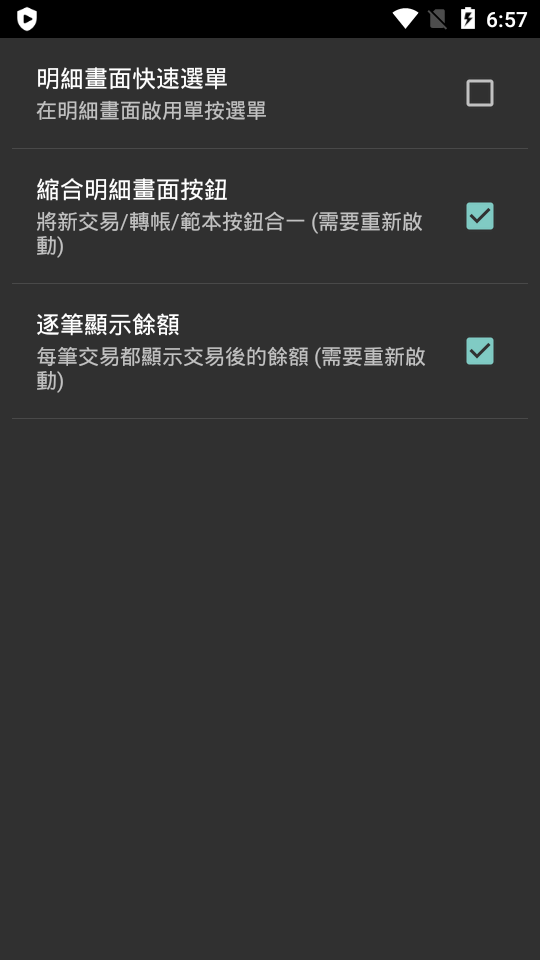 6:57
明細畫面快速選單
在明細畫面啟用單按選單
縮合明細畫面按鈕
將新交易/轉帳/範本按鈕合一 (需要重新啟
動)
逐筆顯示餘額
每筆交易都顯示交易後的餘額 (需要重新啟
動)